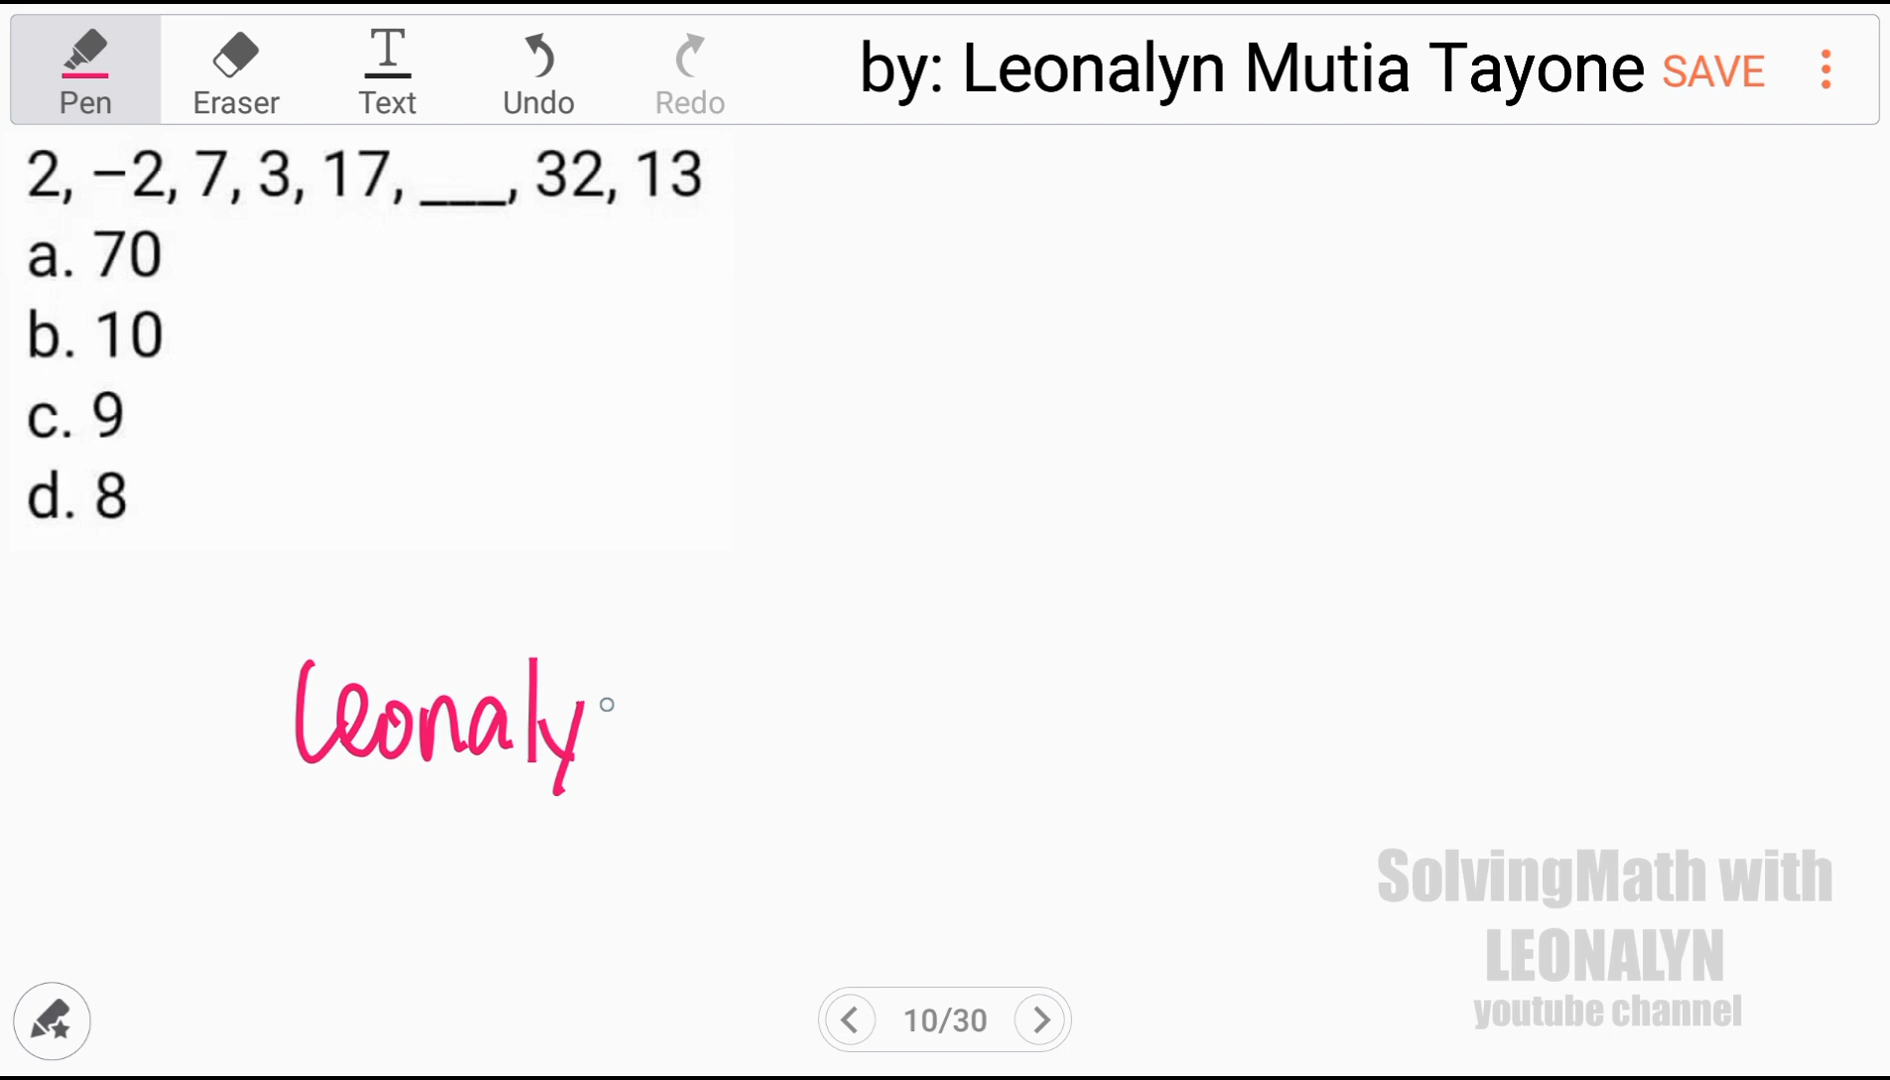 Pen Eraser Text Undo Redo by: Leonalyn Mutia Tayone SAVE
2, −2, 7, 3, 17, ___, 32, 13
a. 70
b. 10
c. 9
d. 8
Leonaly
SolvingMath with
LEONALYN
youtube channel
10/30